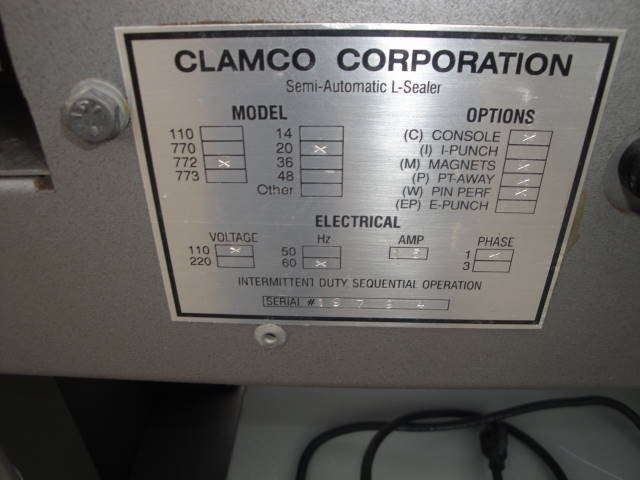 CLAMCO CORPORATION
Semi-Automatic L-Sealer
MODEL OPTIONS
110 14 (C) CONSOLE
770 20 (I) I-PUNCH
772 36 (M) MAGNETS
773 48 (P) PT-AWAY
Other (W) PIN PERF
(EP) E-PUNCH
ELECTRICAL
VOLTAGE Hz AMP PHASE
110 50 1
220 60 3
INTERMITTENT DUTY, SEQUENTIAL OPERATION
SERIAL #